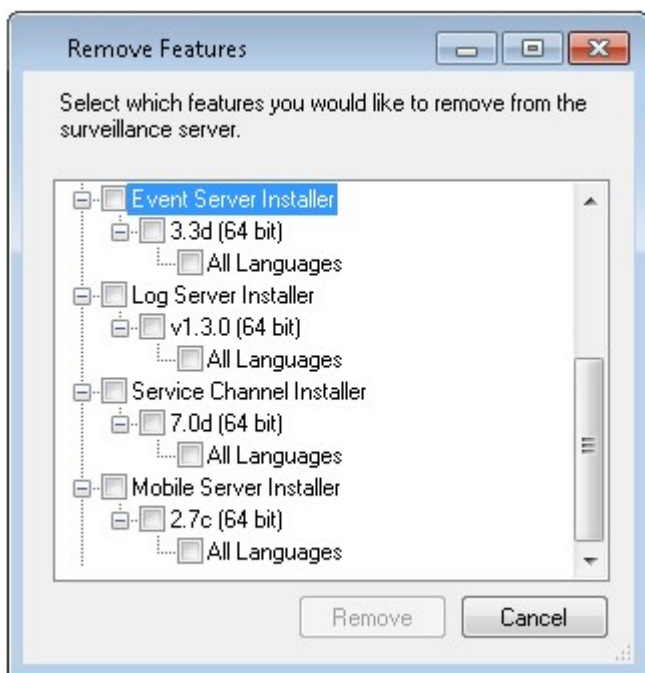 Remove Features
Select which features you would like to remove from the
surveillance server.
Event Server Installer
3.3d (64 bit)
All Languages
Log Server Installer
v1.3.0 (64 bit)
All Languages
Service Channel Installer
7.0d (64 bit)
All Languages
Mobile Server Installer
2.7c (64 bit)
All Languages
Remove Cancel